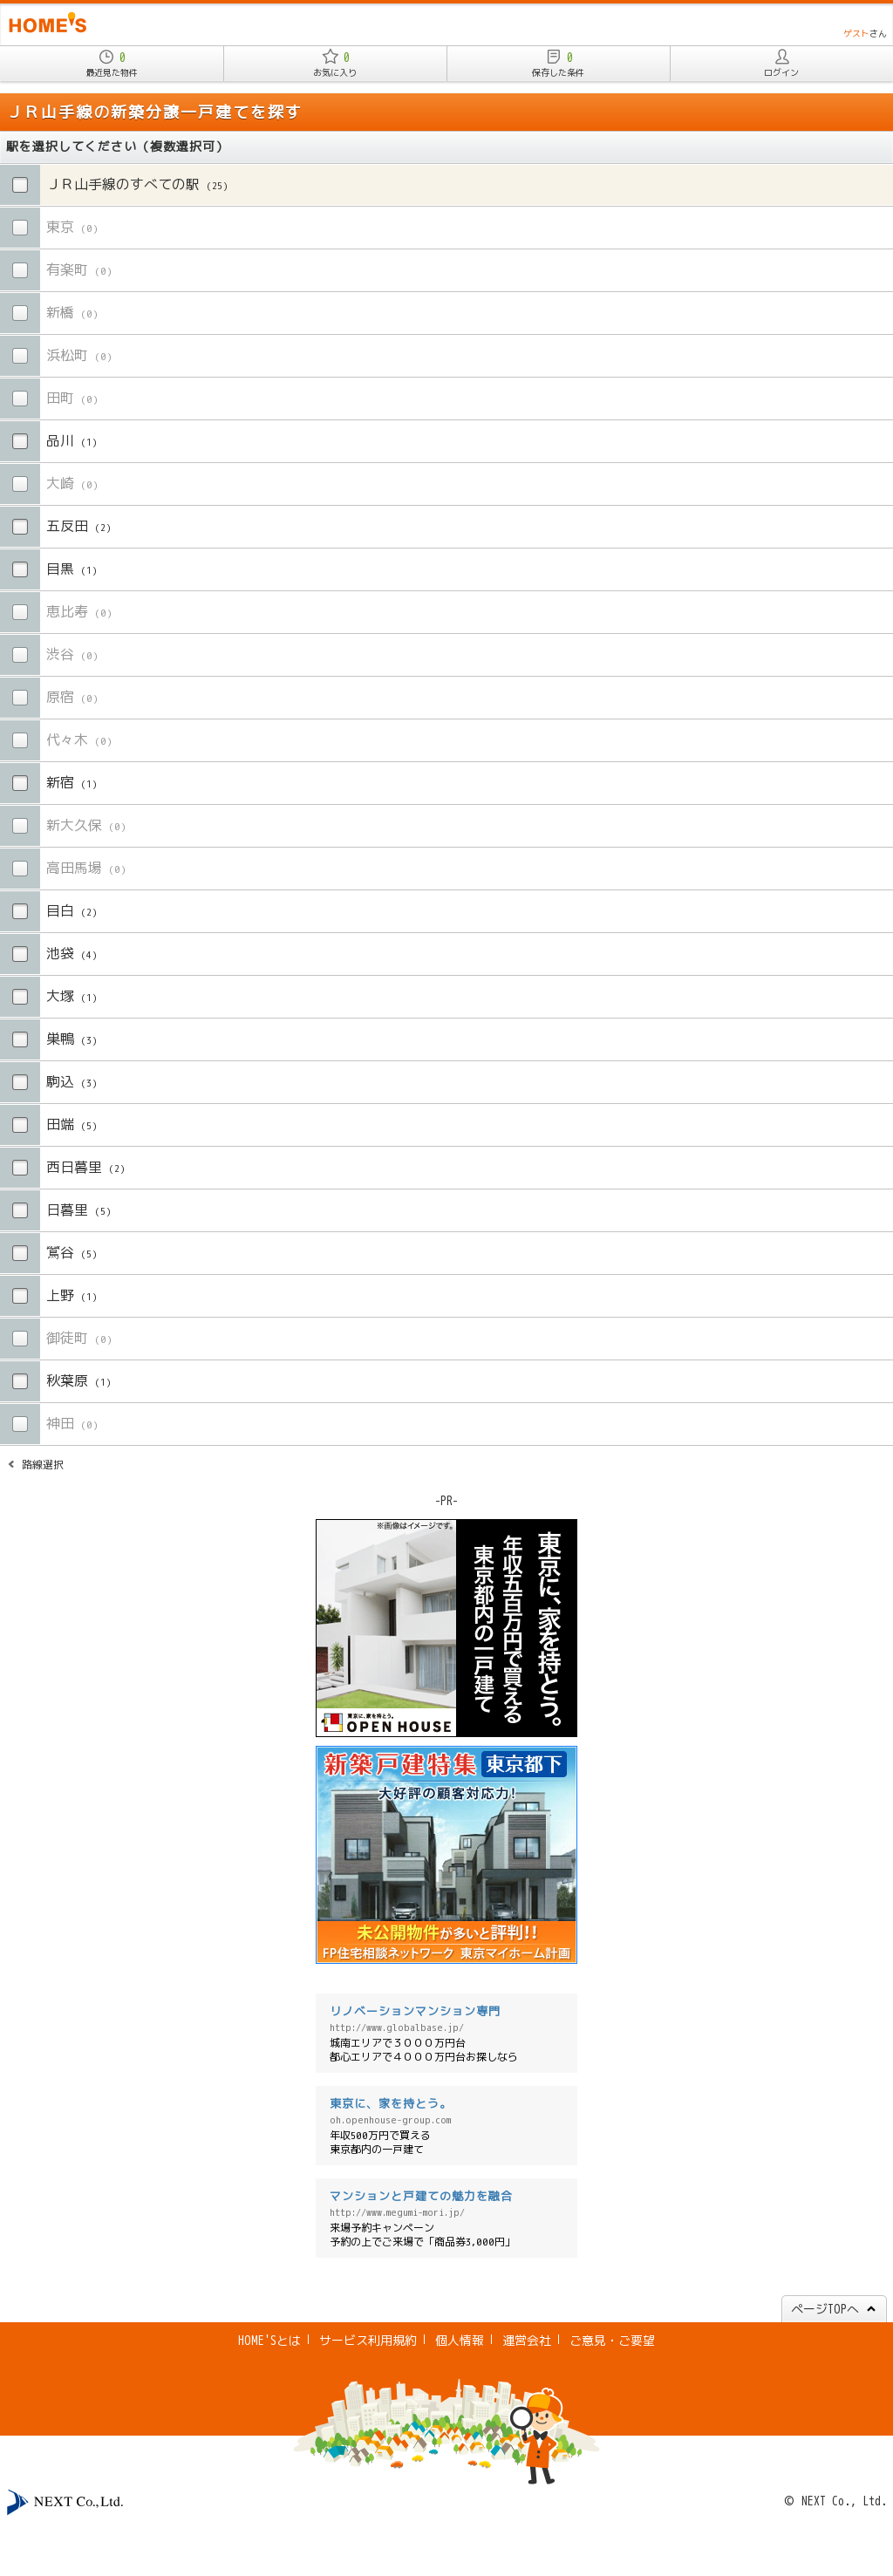 HOME'S
ゲストさん
0
最近見た物件
0
お気に入り
0
保存した条件
ログイン
ＪＲ山手線の新築分譲一戸建てを探す
駅を選択してください（複数選択可）
ＪＲ山手線のすべての駅 (25)
東京 (0)
有楽町 (0)
新橋 (0)
浜松町 (0)
田町 (0)
品川 (1)
大崎 (0)
五反田 (2)
目黒 (1)
恵比寿 (0)
渋谷 (0)
原宿 (0)
代々木 (0)
新宿 (1)
新大久保 (0)
高田馬場 (0)
目白 (2)
池袋 (4)
大塚 (1)
巣鴨 (3)
駒込 (3)
田端 (5)
西日暮里 (2)
日暮里 (5)
鶯谷 (5)
上野 (1)
御徒町 (0)
秋葉原 (1)
神田 (0)
路線選択
-PR-
※画像はイメージです。
東京に、家を持とう。
年収五百万円で買える
東京都内の一戸建て
東京に、家を持とう。
OPEN HOUSE
新築戸建特集 東京都下
大好評の顧客対応力!
未公開物件が多いと評判!!
FP住宅相談ネットワーク 東京マイホーム計画
リノベーションマンション専門
http://www.globalbase.jp/
城南エリアで３０００万円台
都心エリアで４０００万円台お探しなら
東京に、家を持とう。
oh.openhouse-group.com
年収500万円で買える
東京都内の一戸建て
マンションと戸建ての魅力を融合
http://www.megumi-mori.jp/
来場予約キャンペーン
予約の上でご来場で「商品券3,000円」
ページTOPへ
HOME'Sとは | サービス利用規約 | 個人情報 | 運営会社 | ご意見・ご要望
NEXT Co.,Ltd.
© NEXT Co., Ltd.